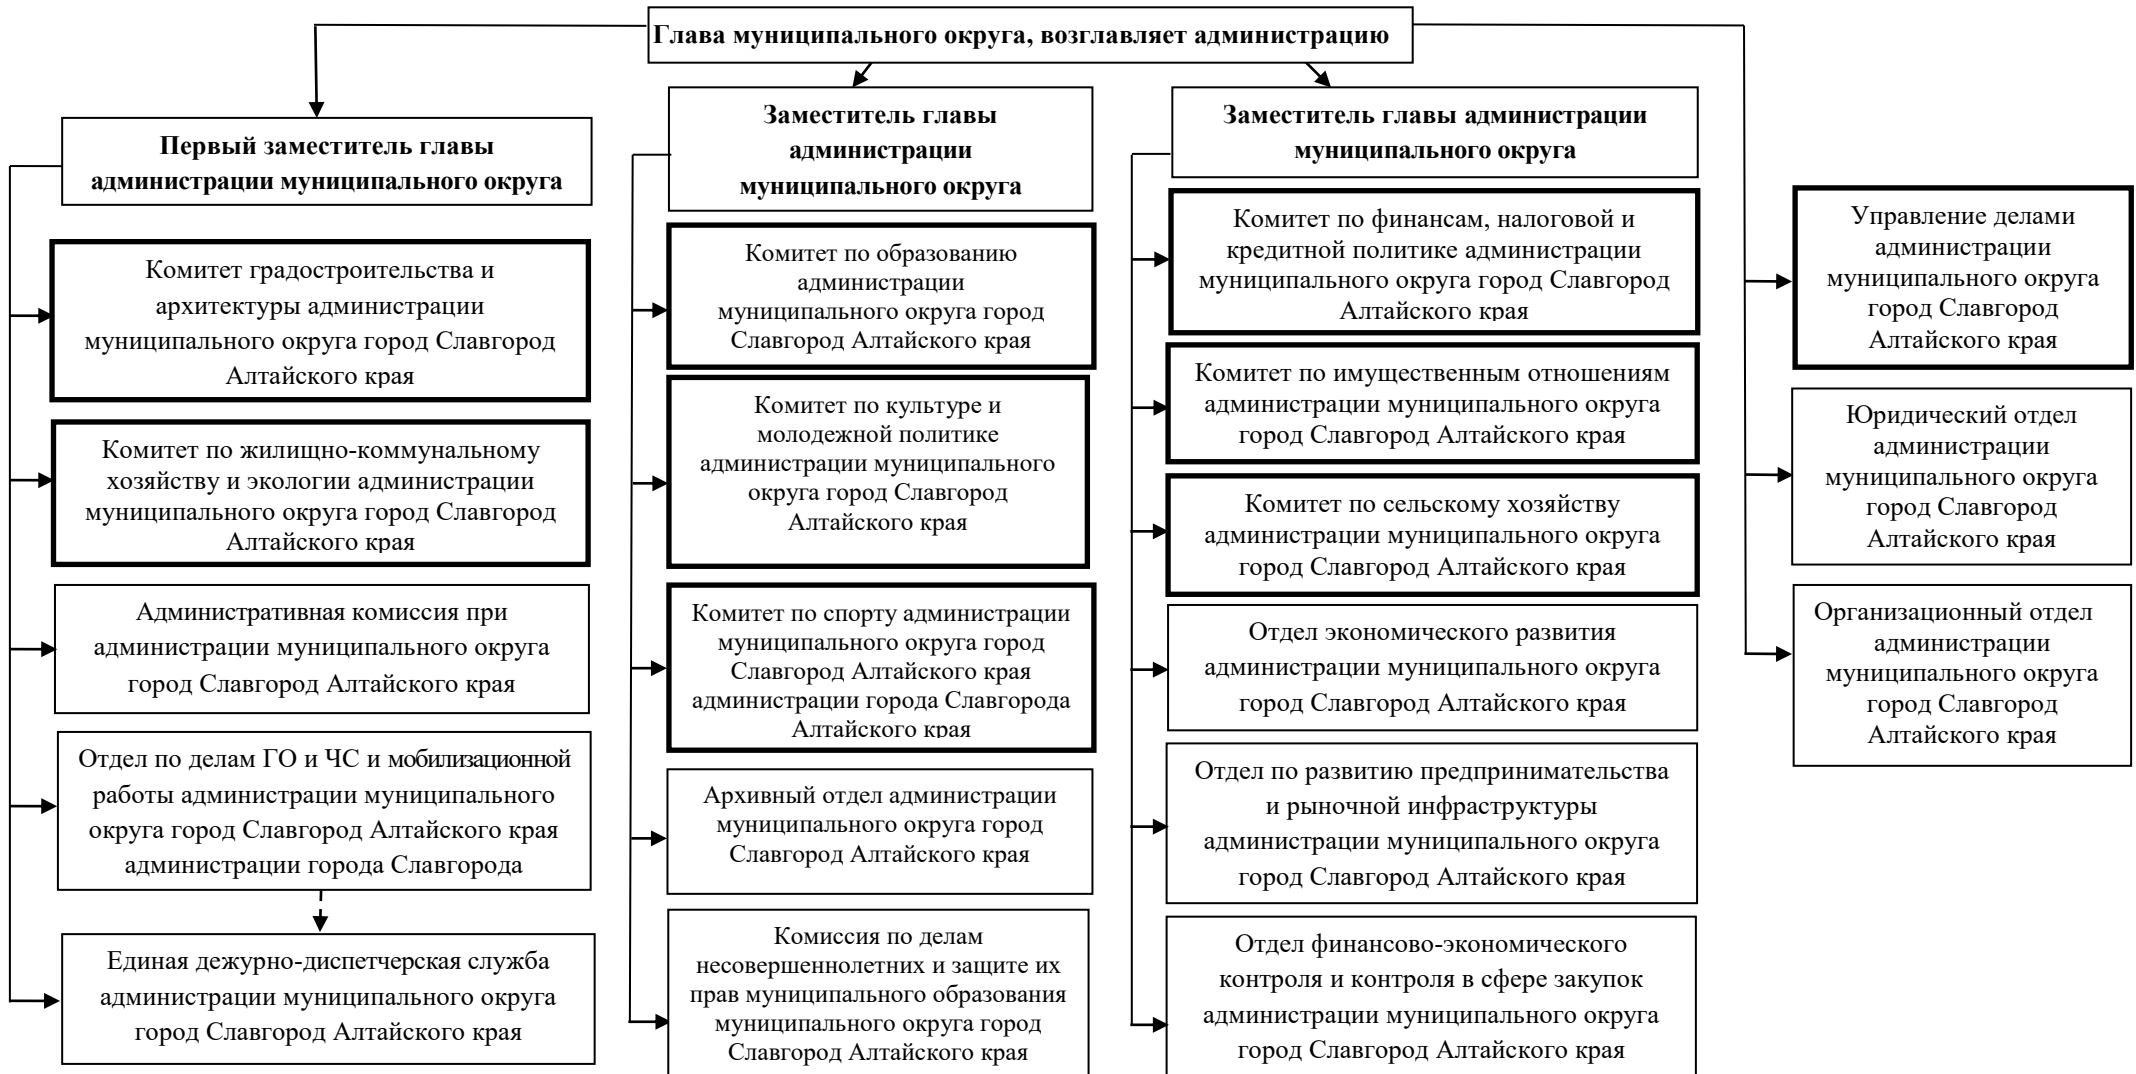 Глава муниципального округа, возглавляет администрацию
Первый заместитель главы
администрации муниципального округа
Комитет градостроительства и
архитектуры администрации
муниципального округа город Славгород
Алтайского края
Комитет по жилищно-коммунальному
хозяйству и экологии администрации
муниципального округа город Славгород
Алтайского края
Административная комиссия при
администрации муниципального округа
город Славгород Алтайского края
Отдел по делам ГО и ЧС и мобилизационной
работы администрации муниципального
округа город Славгород Алтайского края
администрации города Славгорода
Единая дежурно-диспетчерская служба
администрации муниципального округа
город Славгород Алтайского края
Заместитель главы
администрации
муниципального округа
Комитет по образованию
администрации
муниципального округа город
Славгород Алтайского края
Комитет по культуре и
молодежной политике
администрации муниципального
округа город Славгород
Алтайского края
Комитет по спорту администрации
муниципального округа город
Славгород Алтайского края
администрации города Славгорода
Алтайского края
Архивный отдел администрации
муниципального округа город
Славгород Алтайского края
Комиссия по делам
несовершеннолетних и защите их
прав муниципального образования
муниципального округа город
Славгород Алтайского края
Заместитель главы администрации
муниципального округа
Комитет по финансам, налоговой и
кредитной политике администрации
муниципального округа город Славгород
Алтайского края
Комитет по имущественным отношениям
администрации муниципального округа
город Славгород Алтайского края
Комитет по сельскому хозяйству
администрации муниципального округа
город Славгород Алтайского края
Отдел экономического развития
администрации муниципального округа
город Славгород Алтайского края
Отдел по развитию предпринимательства
и рыночной инфраструктуры
администрации муниципального округа
город Славгород Алтайского края
Отдел финансово-экономического
контроля и контроля в сфере закупок
администрации муниципального округа
город Славгород Алтайского края
Управление делами
администрации
муниципального округа
город Славгород
Алтайского края
Юридический отдел
администрации
муниципального округа
город Славгород
Алтайского края
Организационный отдел
администрации
муниципального округа
город Славгород
Алтайского края